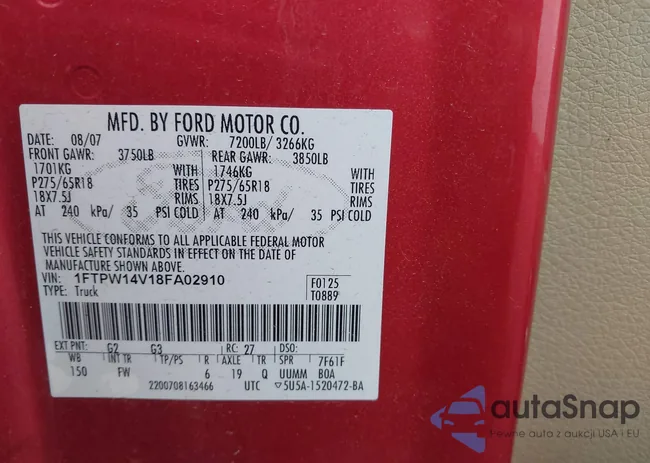 MFD. BY FORD MOTOR CO.
DATE: 08/07 GVWR: 7200LB/ 3266KG
FRONT GAWR: 3750LB REAR GAWR: 3850LB
1701KG WITH 1746KG WITH
P275/65R18 TIRES P275/65R18 TIRES
18X7.5J RIMS 18X7.5J RIMS
AT 240 kPa/ 35 PSI COLD AT 240 kPa/ 35 PSI COLD
THIS VEHICLE CONFORMS TO ALL APPLICABLE FEDERAL MOTOR
VEHICLE SAFETY STANDARDS IN EFFECT ON THE DATE OF
MANUFACTURE SHOWN ABOVE.
VIN: 1FTPW14V18FA02910 F0125
TYPE: Truck T0889
EXT PNT: G2 G3 RC: 27 DSO:
WB INT TR TP/PS R AXLE TR SPR 7F61F
150 FW 6 19 Q UUMM B0A
2200708163466 UTC 5U5A-1520472-BA
autaSnap
Pewne auta z aukcji USA i EU